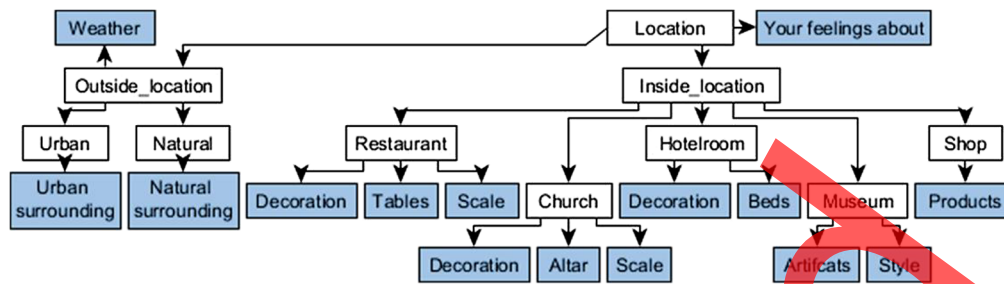 Weather
Location
Your feelings about
Outside_location
Inside_location
Urban
Natural
Restaurant
Hotelroom
Shop
Urban
surrounding
Natural
surrounding
Decoration
Tables
Scale
Church
Decoration
Beds
Museum
Products
Decoration
Altar
Scale
Artifcats
Style